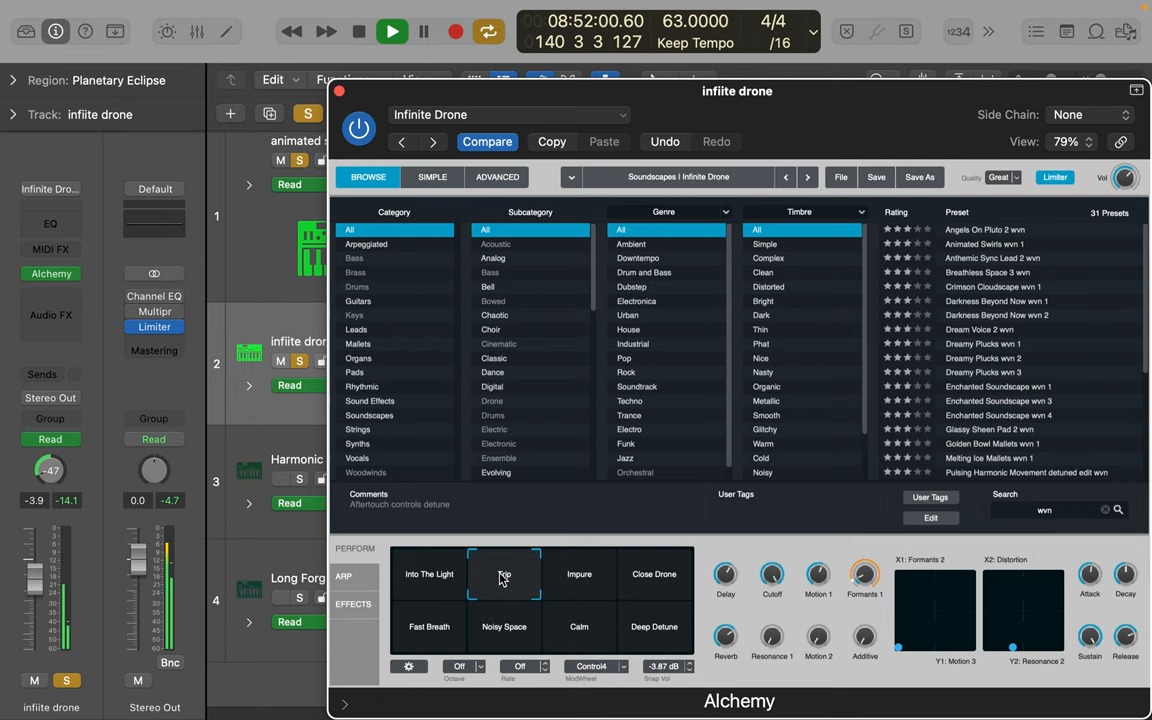 08:52:00.60 63.0000 4/4
140 3 3 127 Keep Tempo /16
1234
Region: Planetary Eclipse
Edit
Track: infiite drone
S
infiite drone
Infinite Drone
Side Chain: None
Compare Copy Paste Undo Redo
View: 79%
BROWSE SIMPLE ADVANCED
Soundscapes | Infinite Drone
File Save Save As
Quality Great Limiter Vol
Infinite Dro...
EQ
MIDI FX
Alchemy
Audio FX
Sends
Stereo Out
Group
Read
-47
-3.9 -14.1
M S
infiite drone
Default
Channel EQ
Multipr
Limiter
Mastering
Group
Read
0.0 -4.7
Bnc
M
Stereo Out
1
animated s
M S
Read
2
infiite dror
M S
Read
3
Harmonic
S
Read
4
Long Forg
S
Read
Category
All
Arpeggiated
Bass
Brass
Drums
Guitars
Keys
Leads
Mallets
Organs
Pads
Rhythmic
Sound Effects
Soundscapes
Strings
Synths
Vocals
Woodwinds
Subcategory
All
Acoustic
Analog
Bass
Bell
Bowed
Chaotic
Choir
Cinematic
Classic
Dance
Digital
Drone
Drums
Electric
Electronic
Ensemble
Evolving
Genre
All
Ambient
Downtempo
Drum and Bass
Dubstep
Electronica
Urban
House
Industrial
Pop
Rock
Soundtrack
Techno
Trance
Electro
Funk
Jazz
Orchestral
Timbre
All
Simple
Complex
Clean
Distorted
Bright
Dark
Thin
Phat
Nice
Nasty
Organic
Metallic
Smooth
Glitchy
Warm
Cold
Noisy
Rating Preset 31 Presets
Angels On Pluto 2 wvn
Animated Swirls wvn 1
Anthemic Sync Lead 2 wvn
Breathless Space 3 wvn
Crimson Cloudscape wvn
Darkness Beyond Now wvn 1
Darkness Beyond Now wvn 2
Dream Voice 2 wvn
Dreamy Plucks wvn 1
Dreamy Plucks wvn 2
Dreamy Plucks wvn 3
Enchanted Soundscape wvn 1
Enchanted Soundscape wvn 3
Enchanted Soundscape wvn 4
Glassy Sheen Pad 2 wvn
Golden Bowl Mallets wvn 1
Melting Ice Mallets wvn 1
Pulsing Harmonic Movement detuned edit wvn
Comments
Aftertouch controls detune
User Tags
User Tags
Edit
Search
wvn
PERFORM
ARP
EFFECTS
Into The Light Trip Impure Close Drone
Fast Breath Noisy Space Calm Deep Detune
Off Off Control4 -3.87 dB
Octave Rate ModWheel Snap Vol
Delay Cutoff Motion 1 Formants 1
Reverb Resonance 1 Motion 2 Additive
X1: Formants 2 X2: Distortion
Y1: Motion 3 Y2: Resonance 2
Attack Decay
Sustain Release
Alchemy